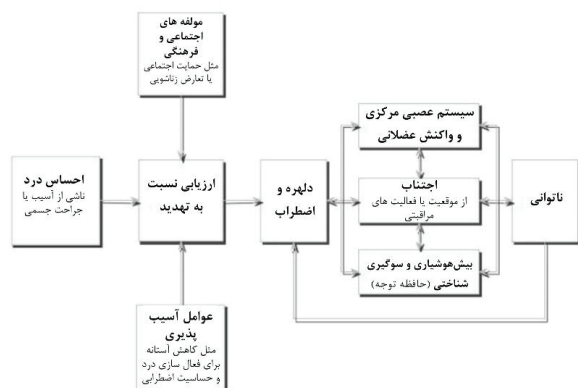 مولفه های
اجتماعی و
فرهنگی
مثل حمایت اجتماعی
یا تعارض زناشویی
سیستم عصبی مرکزی
و واکنش عضلانی
احساس درد
ناشی از آسیب یا
جراحت جسمی
ارزیابی نسبت
به تهدید
دلهره و
اضطراب
اجتناب
از موقعیت یا فعالیت های
مراقبتی
ناتوانی
بیش‌هوشیاری و سوگیری
شناختی (حافظه توجه)
عوامل آسیب
پذیری
مثل کاهش آستانه
برای فعال سازی درد
و حساسیت اضطرابی